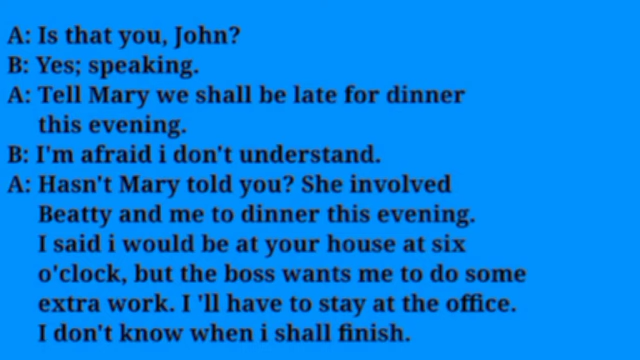 A: Is that you, John?
B: Yes; speaking.
A: Tell Mary we shall be late for dinner
this evening.
B: I'm afraid i don't understand.
A: Hasn't Mary told you? She involved
Beatty and me to dinner this evening.
I said i would be at your house at six
o'clock, but the boss wants me to do some
extra work. I 'll have to stay at the office.
I don't know when i shall finish.